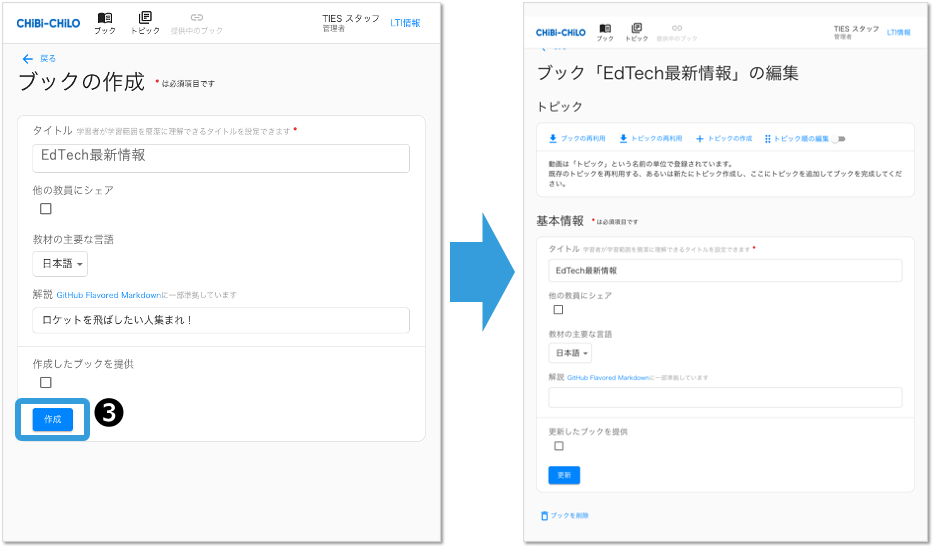 CHiBi-CHiLO
ブック
トピック
提供中のブック
TIES スタッフ
管理者
LTI情報
戻る
ブックの作成 *は必須項目です
タイトル 学習者が学習範囲を簡潔に理解できるタイトルを設定できます *
EdTech最新情報
他の教員にシェア
教材の主要な言語
日本語
解説 GitHub Flavored Markdownに一部準拠しています
ロケットを飛ばしたい人集まれ！
作成したブックを提供
作成
❸
CHiBi-CHiLO
ブック
トピック
提供中のブック
TIES スタッフ
管理者
LTI情報
ブック「EdTech最新情報」の編集
トピック
ブックの再利用 トピックの再利用 トピックの作成 トピック順の編集
動画は「トピック」という名前の単位で登録されています。
既存のトピックを再利用する、あるいは新たにトピック作成し、ここにトピックを追加してブックを完成してくだ
さい。
基本情報 *は必須項目です
タイトル 学習者が学習範囲を簡潔に理解できるタイトルを設定できます *
EdTech最新情報
他の教員にシェア
教材の主要な言語
日本語
解説 GitHub Flavored Markdownに一部準拠しています
更新したブックを提供
更新
ブックを削除